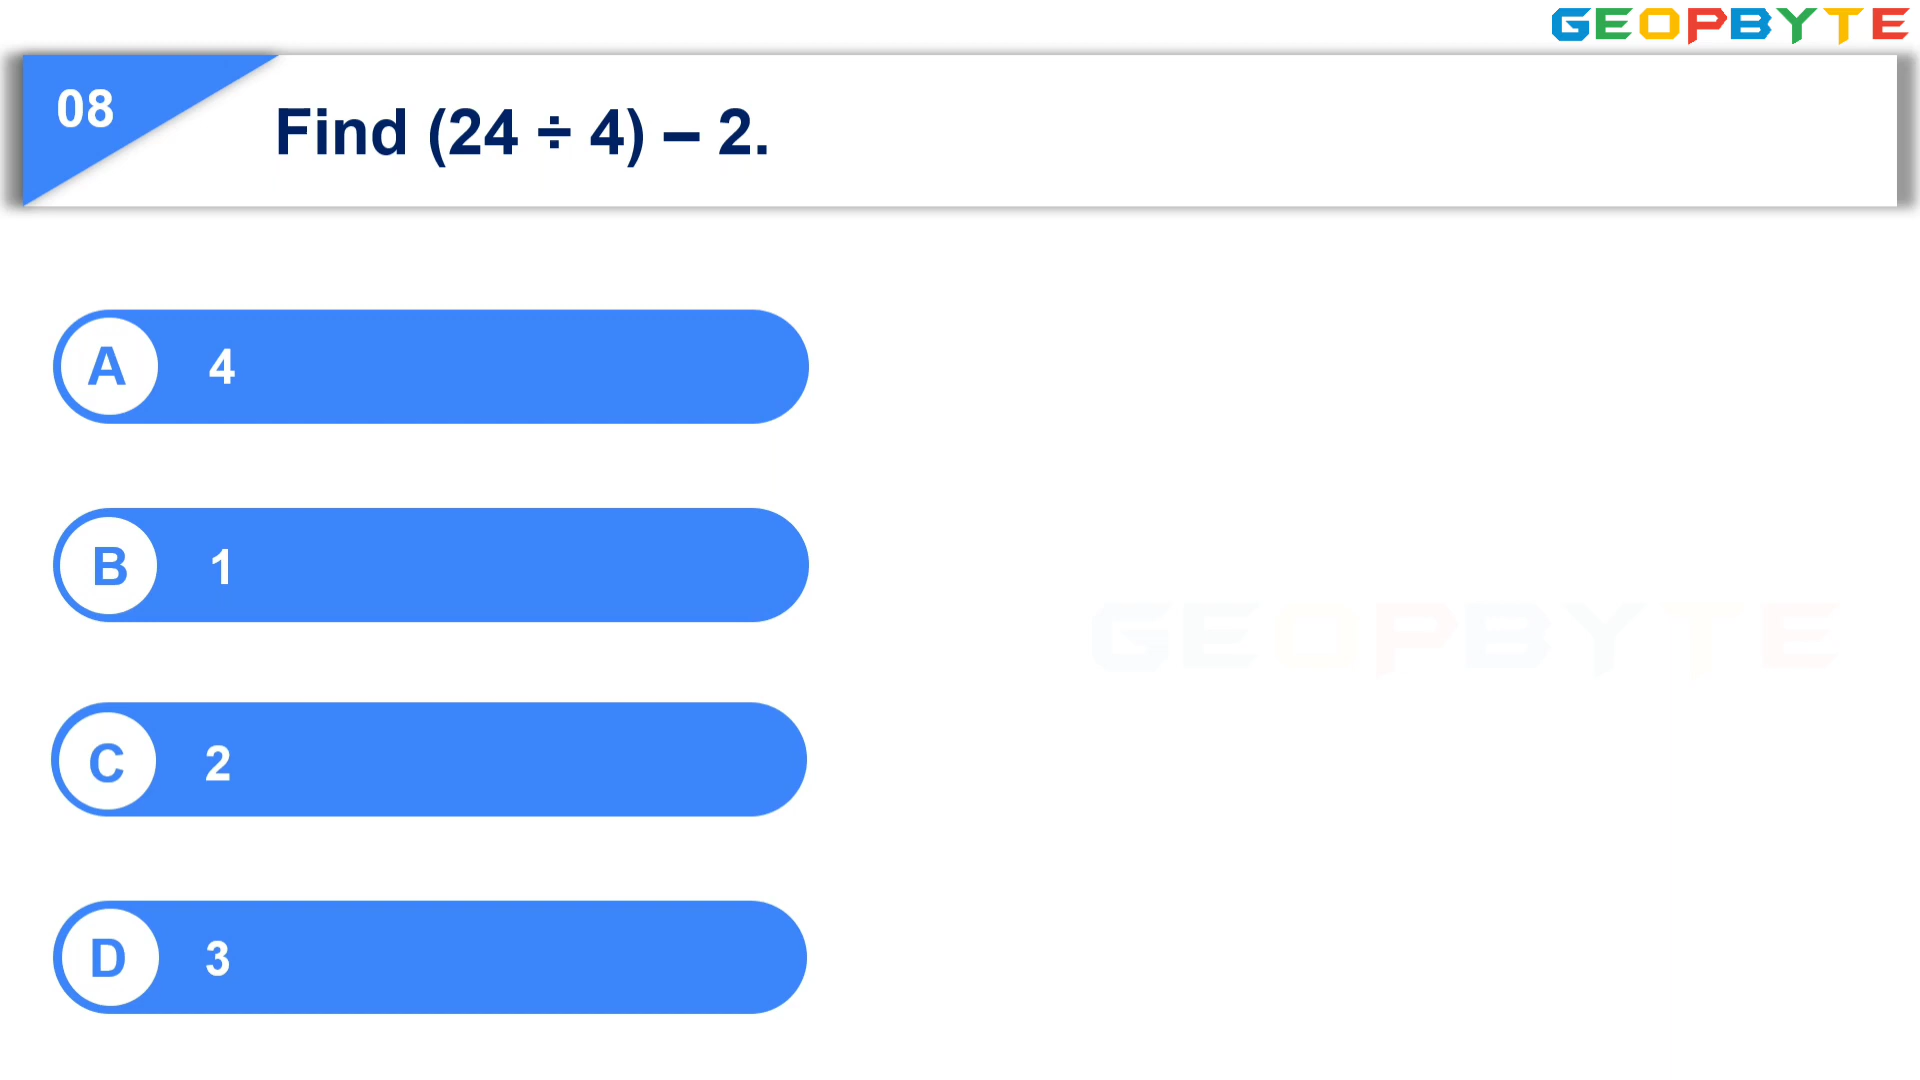 GEOPBYTE
08
Find (24 ÷ 4) – 2.
A 4
B 1
GEOPBYTE
C 2
D 3